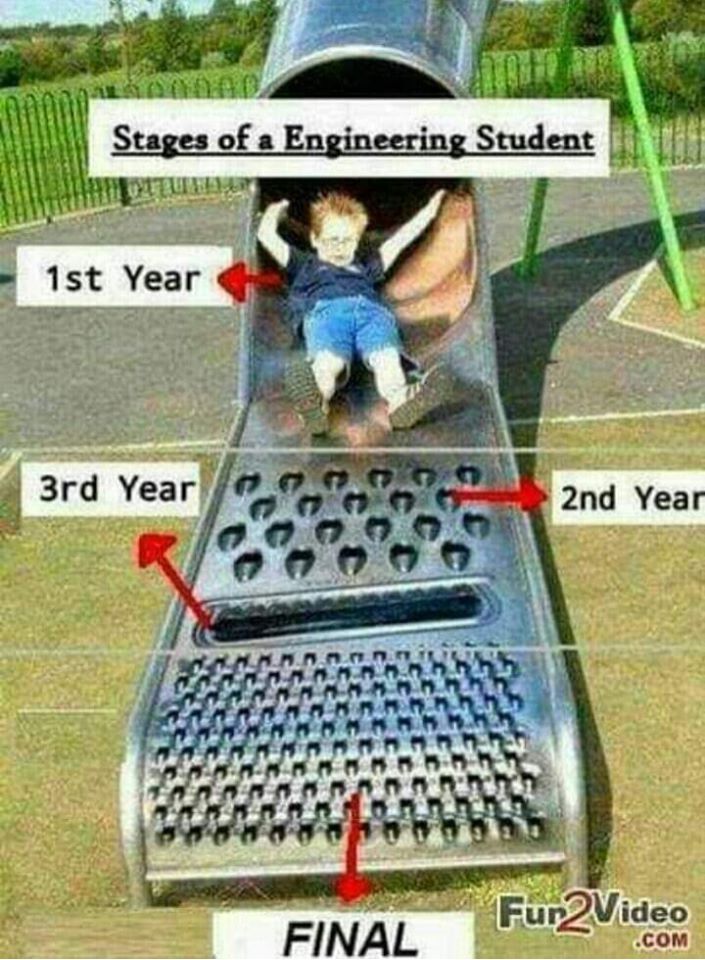 Stages of a Engineering Student
1st Year
3rd Year
2nd Year
FINAL
Fun2Video
.COM